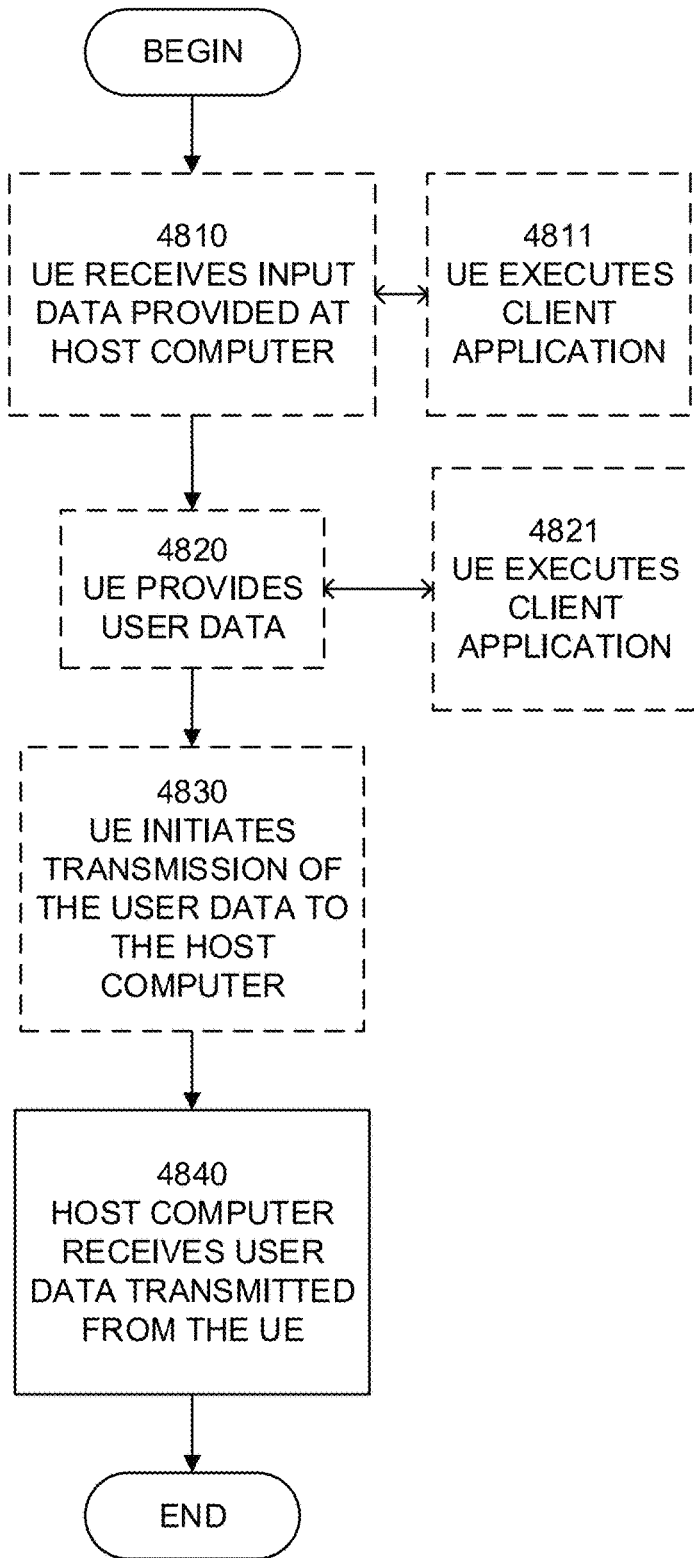 BEGIN
4810
UE RECEIVES INPUT
DATA PROVIDED AT
HOST COMPUTER
4811
UE EXECUTES
CLIENT
APPLICATION
4820
UE PROVIDES
USER DATA
4821
UE EXECUTES
CLIENT
APPLICATION
4830
UE INITIATES
TRANSMISSION OF
THE USER DATA TO
THE HOST
COMPUTER
4840
HOST COMPUTER
RECEIVES USER
DATA TRANSMITTED
FROM THE UE
END